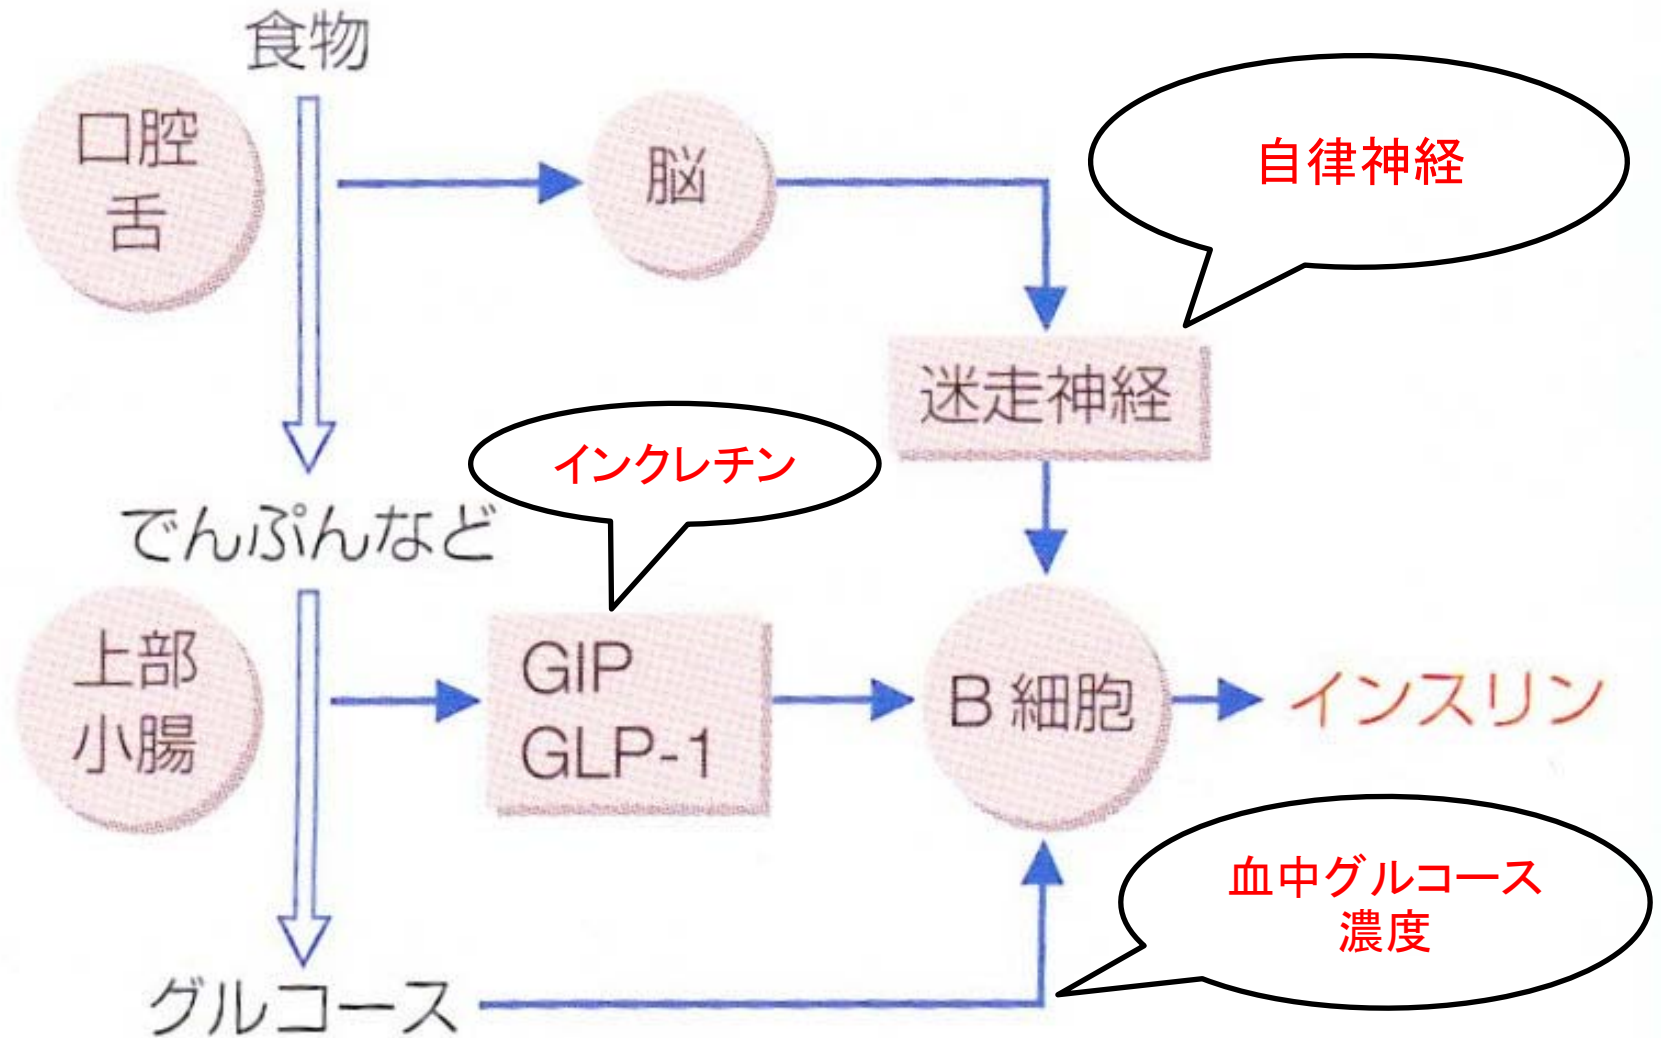 食物
口腔
舌
脳
自律神経
迷走神経
インクレチン
でんぷんなど
上部
小腸
GIP
GLP-1
B細胞
インスリン
血中グルコース
濃度
グルコース